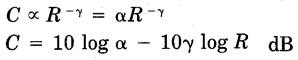 C ∝ R^{-γ} = αR^{-γ}
C = 10 log α − 10γ log R dB